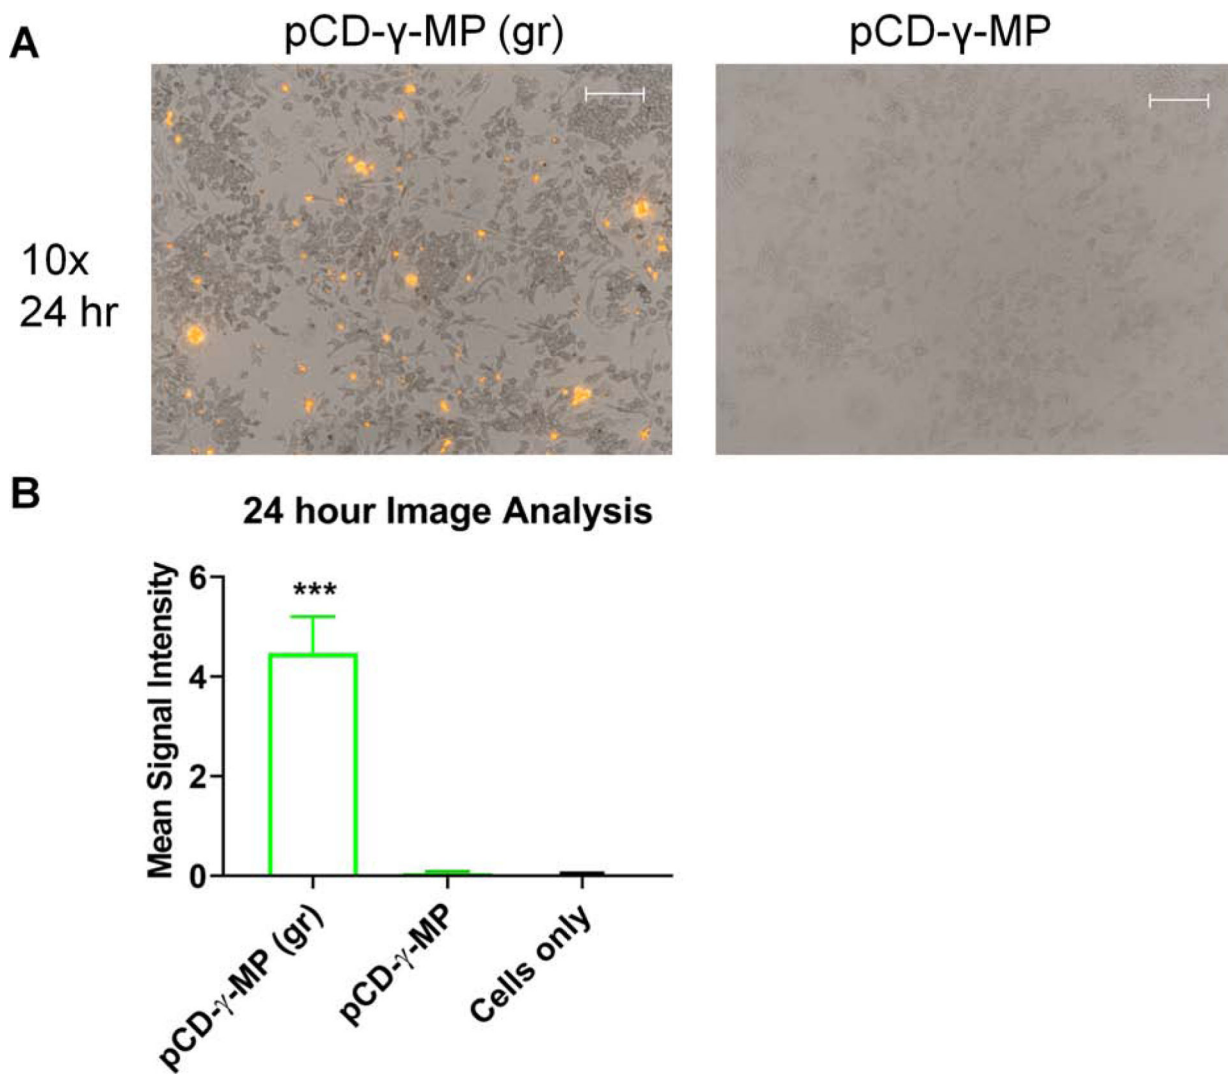 A
pCD-γ-MP (gr)
pCD-γ-MP
10x
24 hr
B
24 hour Image Analysis
Mean Signal Intensity
6
4
2
0
***
pCD-γ-MP (gr)
pCD-γ-MP
Cells only